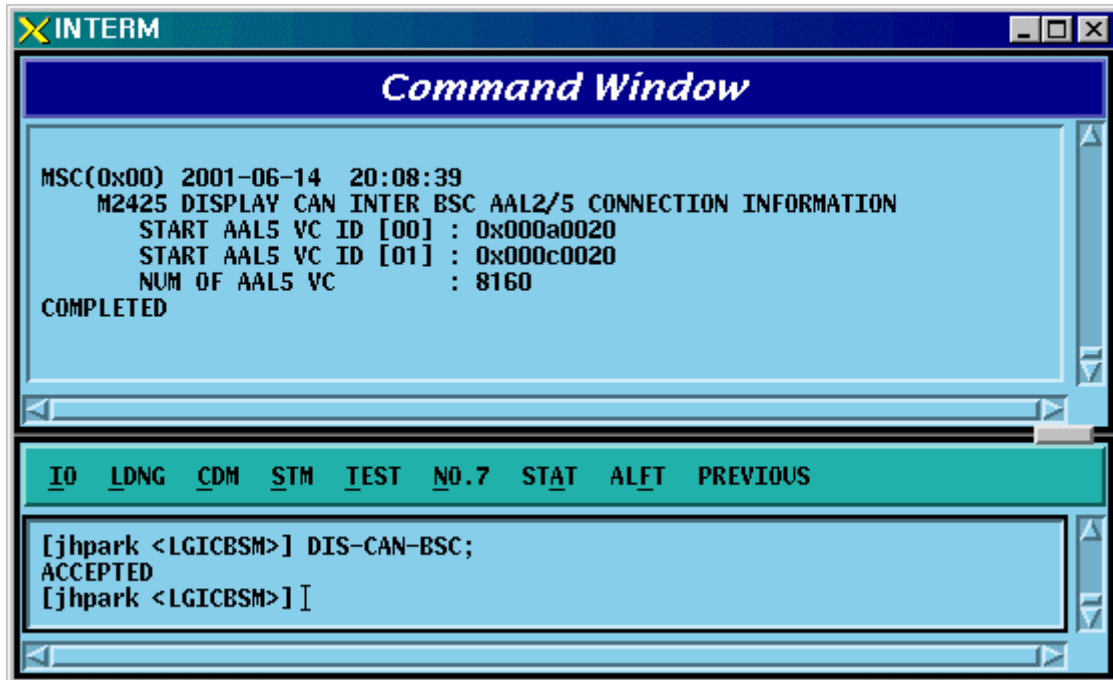 INTERM
Command Window
MSC(0x00) 2001-06-14 20:08:39
M2425 DISPLAY CAN INTER BSC AAL2/5 CONNECTION INFORMATION
START AAL5 VC ID [00] : 0x000a0020
START AAL5 VC ID [01] : 0x000c0020
NUM OF AAL5 VC : 8160
COMPLETED
IO LDNG CDM STM TEST NO.7 STAT ALFT PREVIOUS
[jhpark <LGICBSM>] DIS-CAN-BSC;
ACCEPTED
[jhpark <LGICBSM>]